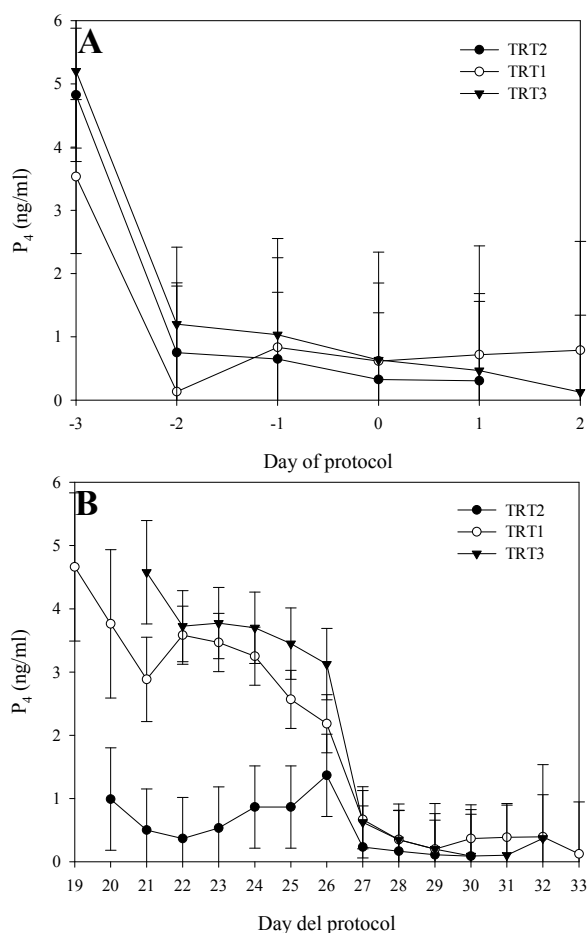 A
TRT2
TRT1
TRT3
6
5
4
3
2
1
0
P4 (ng/ml)
-3 -2 -1 0 1 2
Day of protocol
B
TRT2
TRT1
TRT3
6
5
4
3
2
1
0
P4 (ng/ml)
19 20 21 22 23 24 25 26 27 28 29 30 31 32 33
Day del protocol